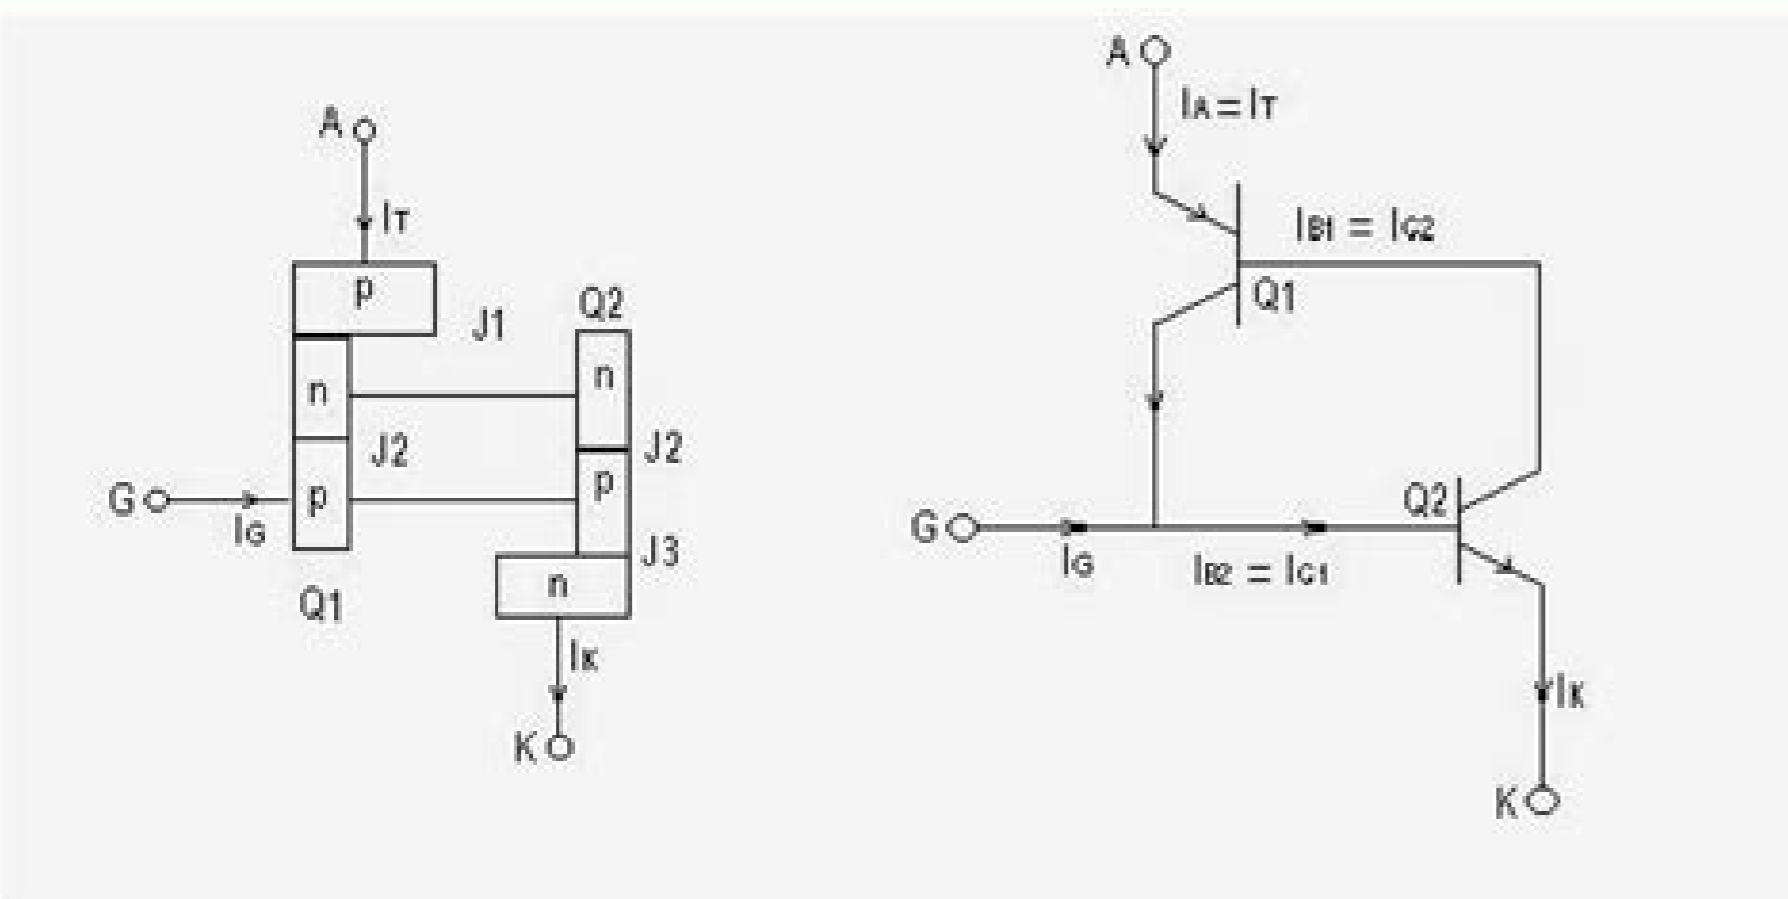 A
IT
p
J1
Q2
n
n
J2
J2
p
G
IG
p
J3
n
Q1
IK
K
A
IA = IT
IB1 = IC2
Q1
Q2
G
IG
IB2 = IC1
IK
K